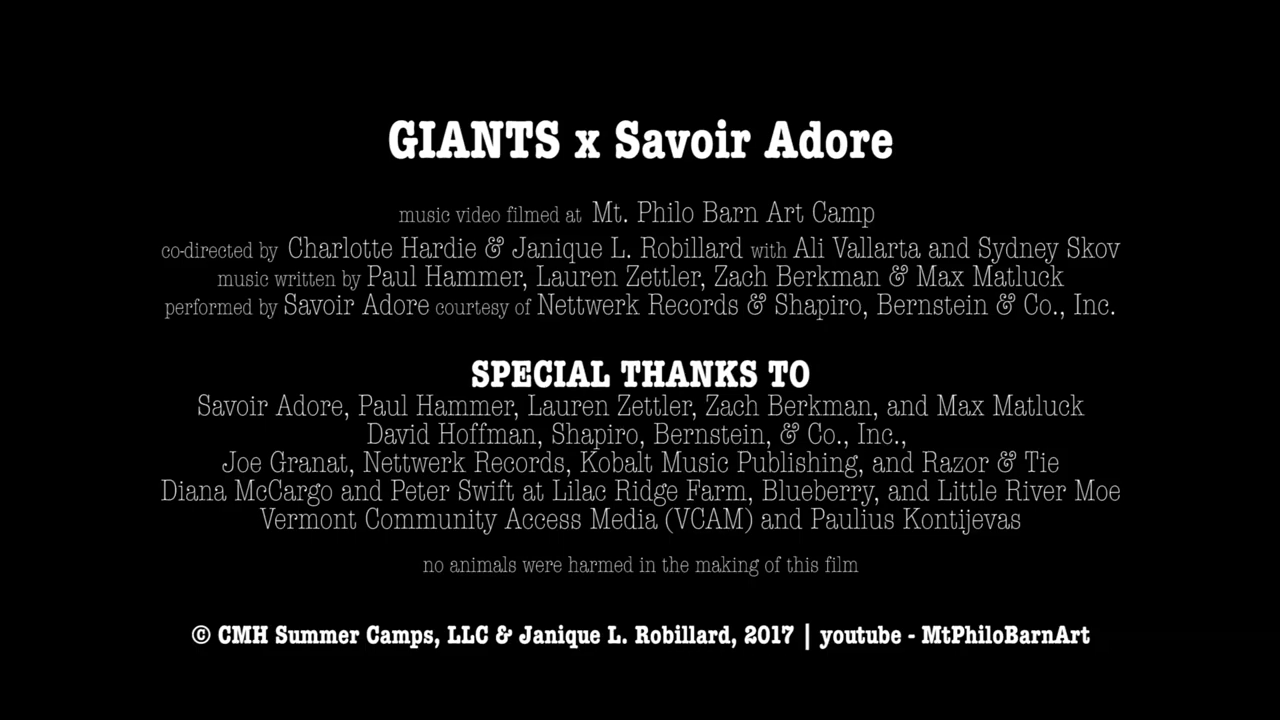 GIANTS x Savoir Adore
music video filmed at Mt. Philo Barn Art Camp
co-directed by Charlotte Hardie & Janique L. Robillard with Ali Vallarta and Sydney Skov
music written by Paul Hammer, Lauren Zettler, Zach Berkman & Max Matluck
performed by Savoir Adore courtesy of Nettwerk Records & Shapiro, Bernstein & Co., Inc.
SPECIAL THANKS TO
Savoir Adore, Paul Hammer, Lauren Zettler, Zach Berkman, and Max Matluck
David Hoffman, Shapiro, Bernstein, & Co., Inc.,
Joe Granat, Nettwerk Records, Kobalt Music Publishing, and Razor & Tie
Diana McCargo and Peter Swift at Lilac Ridge Farm, Blueberry, and Little River Moe
Vermont Community Access Media (VCAM) and Paulius Kontijevas
no animals were harmed in the making of this film
© CMH Summer Camps, LLC & Janique L. Robillard, 2017 | youtube - MtPhiloBarnArt